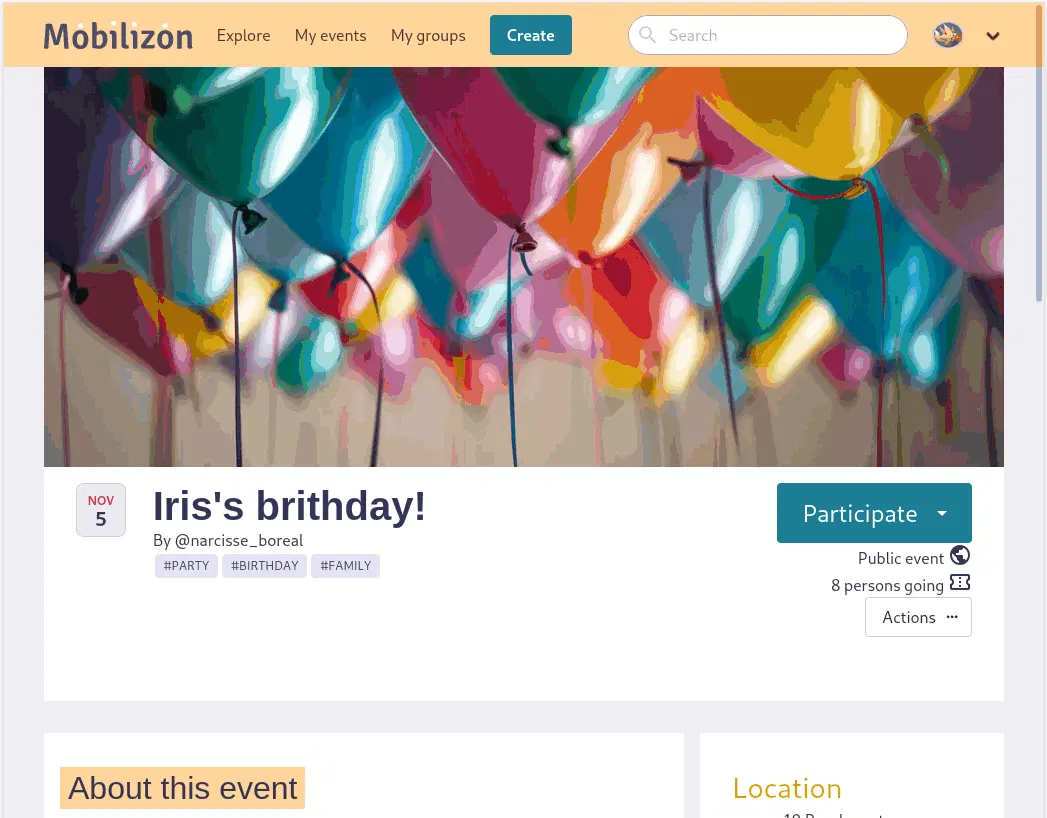 Mobilizon Explore My events My groups Create Search
NOV
5
Iris's brithday!
By @narcisse_boreal
#PARTY #BIRTHDAY #FAMILY
Participate
Public event
8 persons going
Actions
About this event
Location